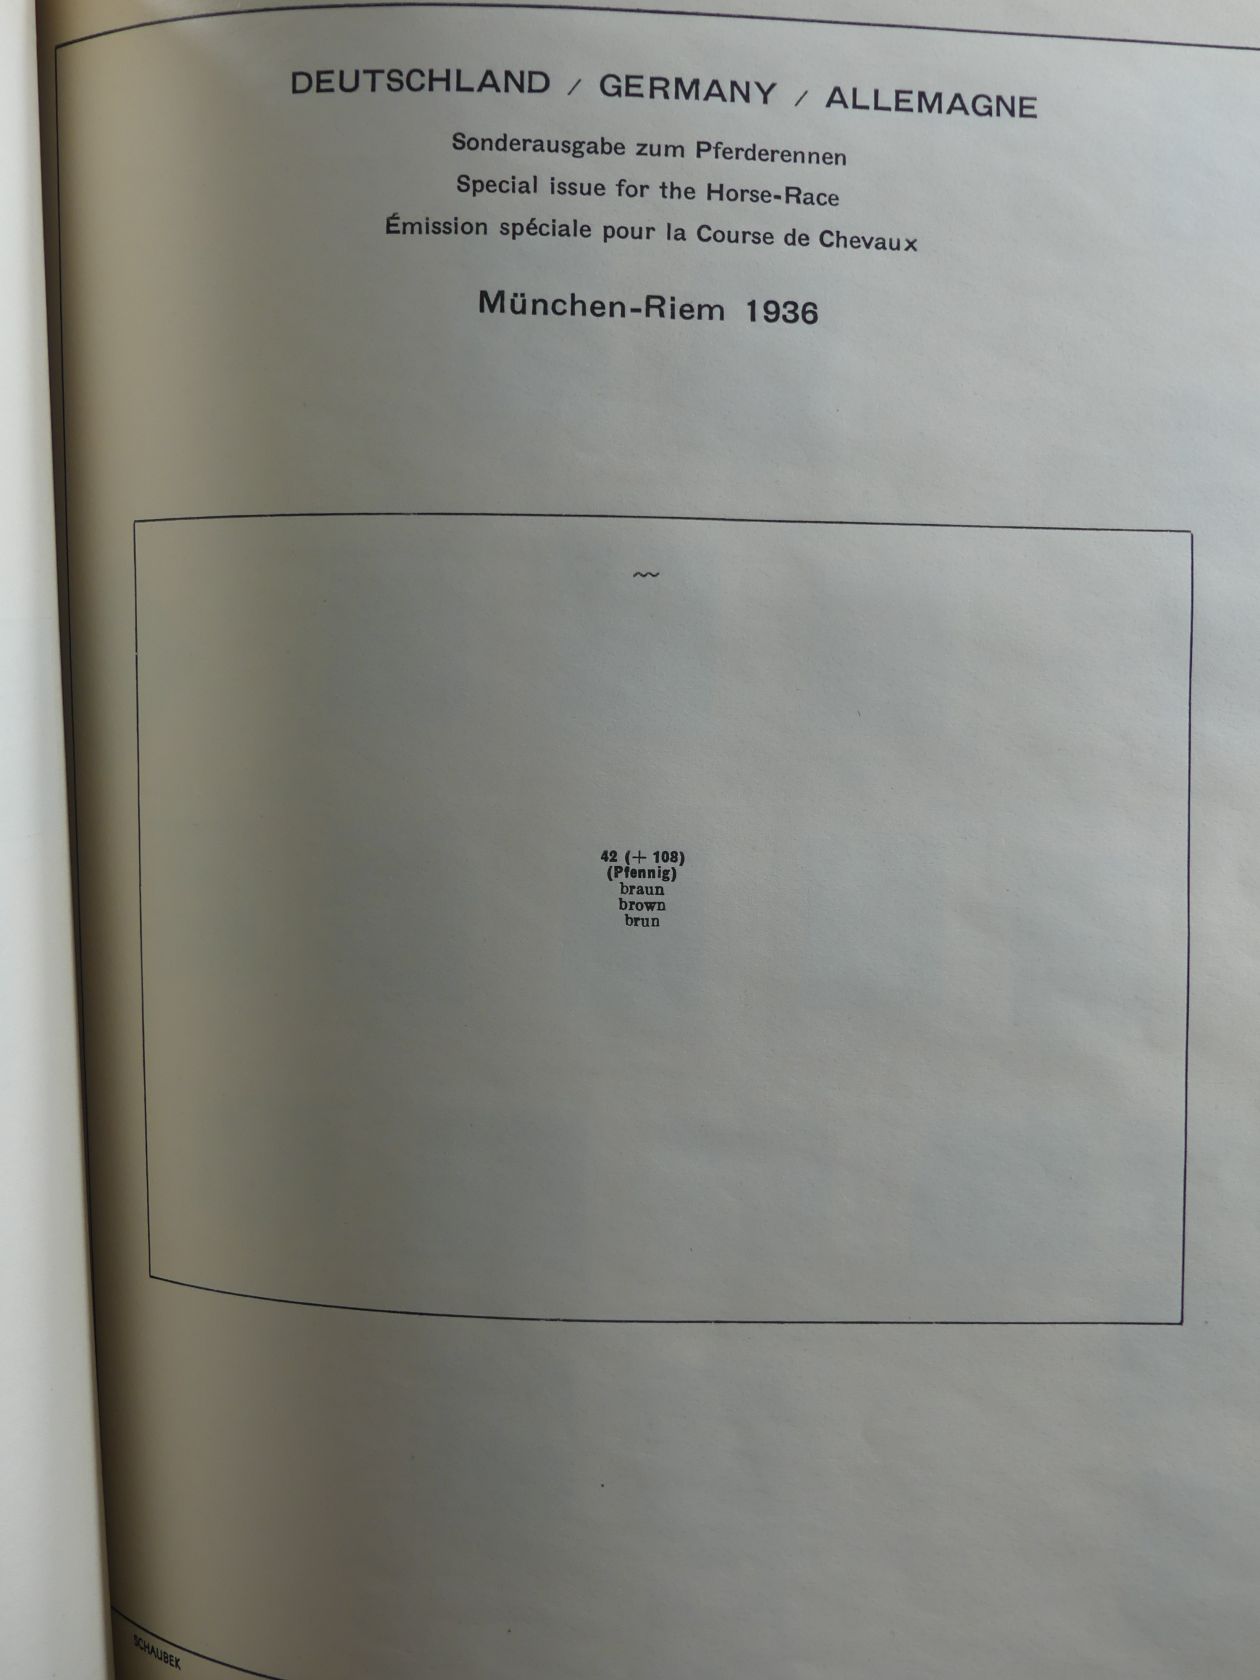 DEUTSCHLAND / GERMANY / ALLEMAGNE
Sonderausgabe zum Pferderennen
Special issue for the Horse-Race
Émission spéciale pour la Course de Chevaux
München-Riem 1936
42 (+ 108)
(Pfennig)
braun
brown
brun
SCHAUBEK